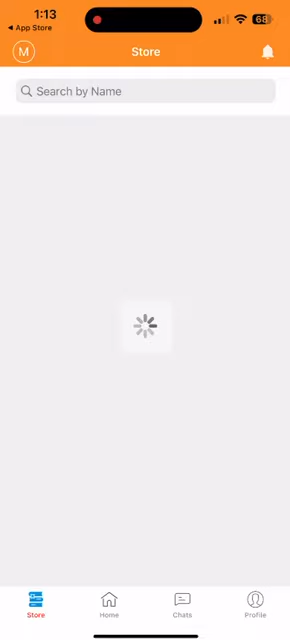 1:13
68
◀ App Store
M
Store
Search by Name
Store
Home
Chats
Profile